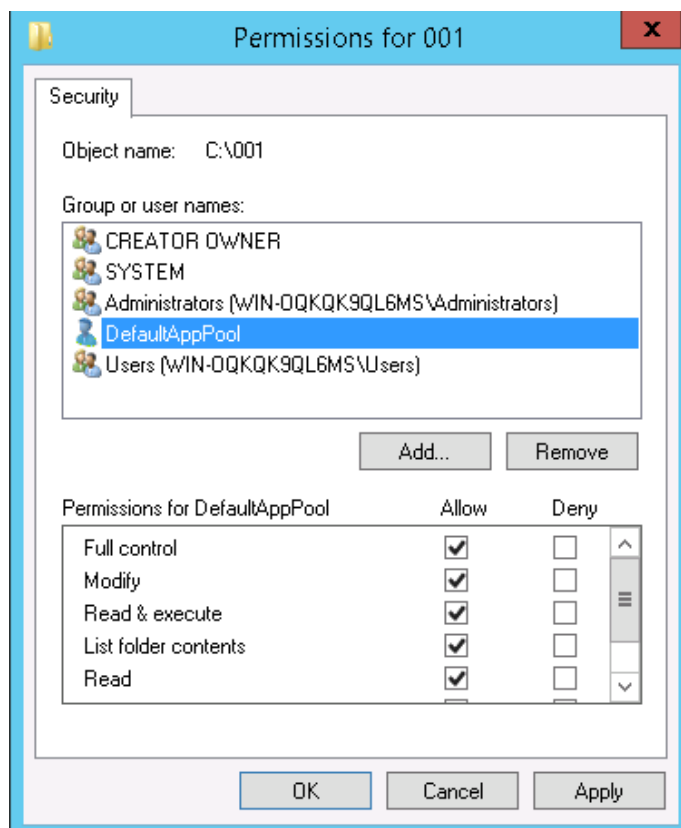 Permissions for 001
x
Security
Object name: C:\001
Group or user names:
CREATOR OWNER
SYSTEM
Administrators (WIN-OQKQK9QL6MS\Administrators)
DefaultAppPool
Users (WIN-OQKQK9QL6MS\Users)
Add... Remove
Permissions for DefaultAppPool Allow Deny
Full control
Modify
Read & execute
List folder contents
Read
OK Cancel Apply